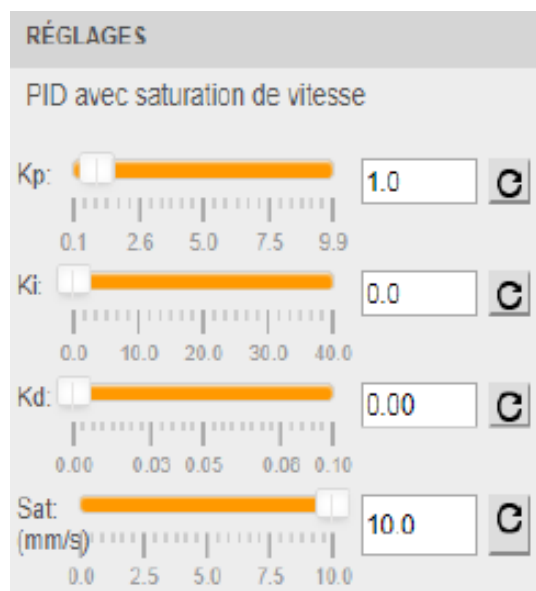 RÉGLAGES
PID avec saturation de vitesse
Kp: 1.0
0.1 2.6 5.0 7.5 9.9
Ki: 0.0
0.0 10.0 20.0 30.0 40.0
Kd: 0.00
0.00 0.03 0.05 0.08 0.10
Sat: 10.0
(mm/s)
0.0 2.5 5.0 7.5 10.0